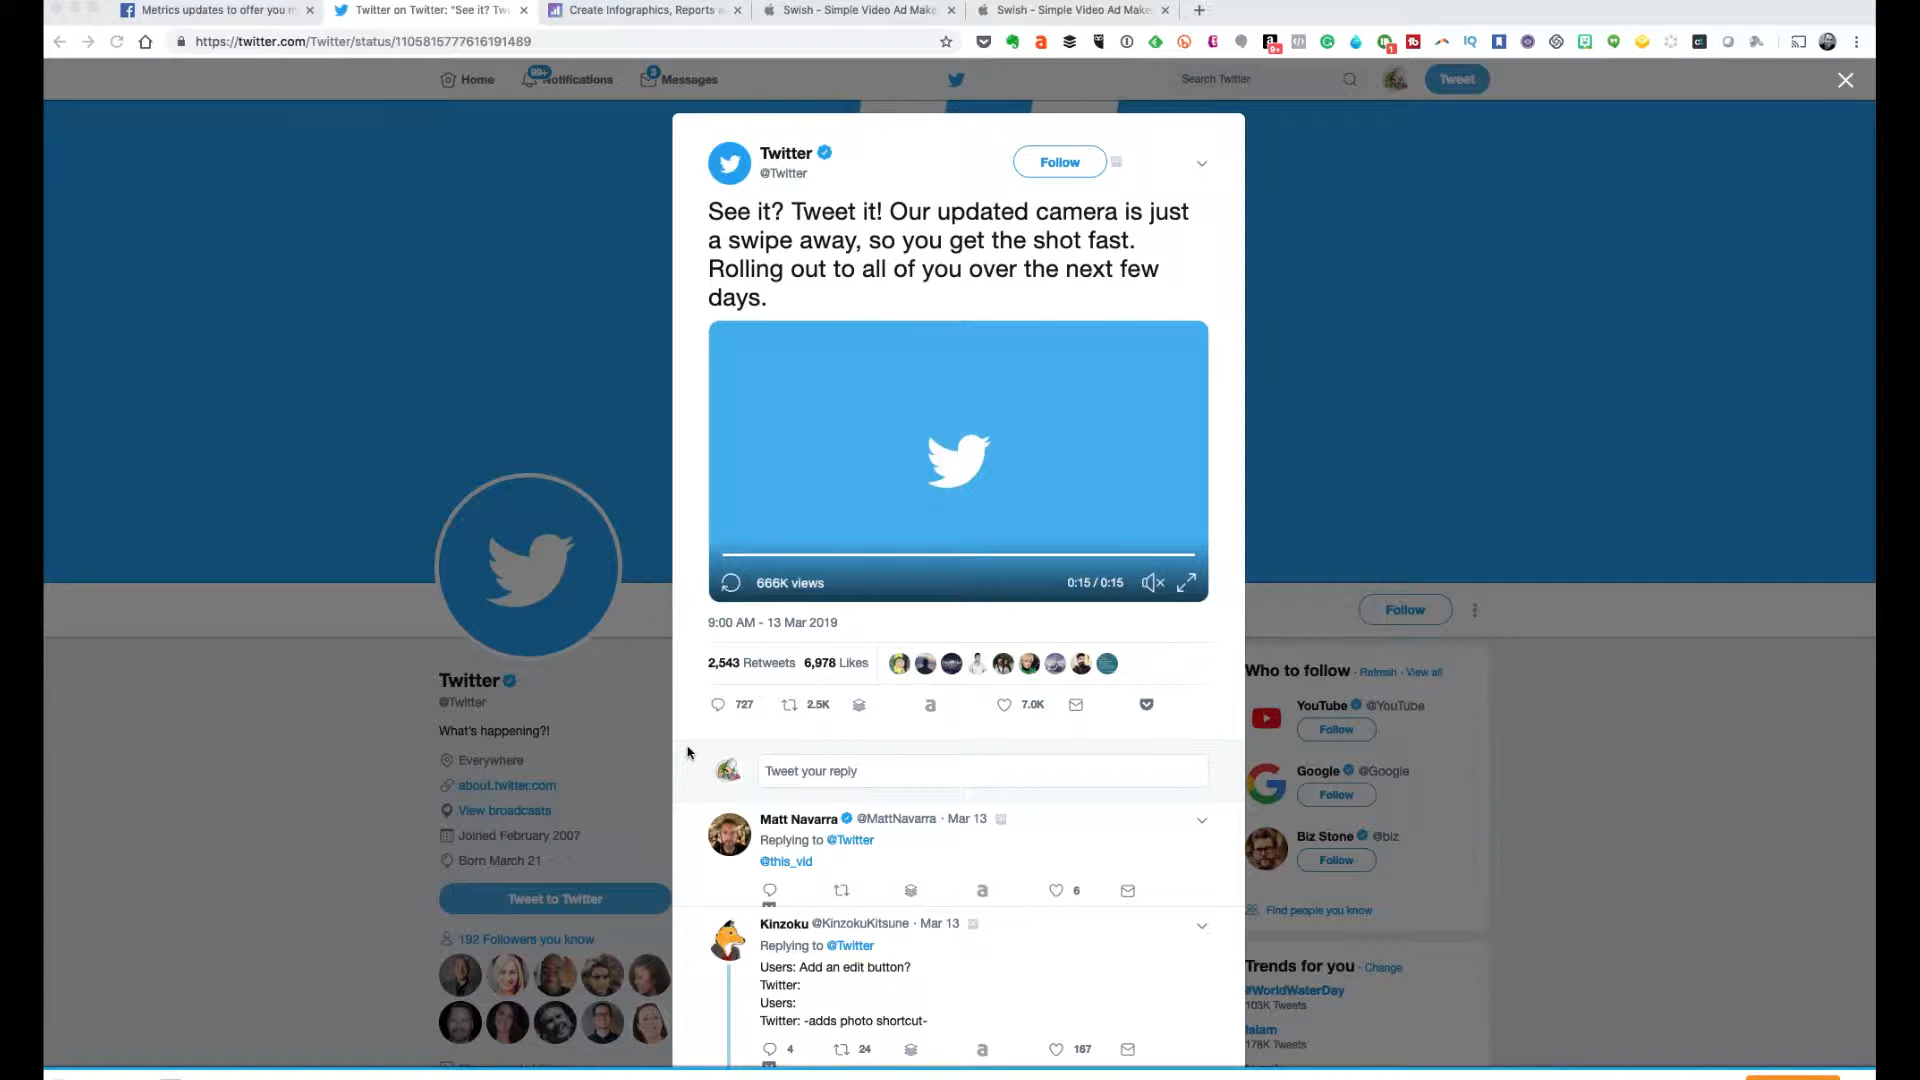 Metrics updates to offer you m
Twitter on Twitter: "See it? Twe
Create Infographics, Reports a
Swish - Simple Video Ad Make
Swish - Simple Video Ad Make
https://twitter.com/Twitter/status/1105815777616191489
Home
99+
Notifications
3
Messages
Search Twitter
Tweet
Twitter
@Twitter
Follow
See it? Tweet it! Our updated camera is just
a swipe away, so you get the shot fast.
Rolling out to all of you over the next few
days.
666K views
0:15 / 0:15
9:00 AM - 13 Mar 2019
2,543 Retweets 6,978 Likes
727
2.5K
7.0K
Tweet your reply
Matt Navarra @MattNavarra · Mar 13
Replying to @Twitter
@this_vid
6
Kinzoku @KinzokuKitsune · Mar 13
Replying to @Twitter
Users: Add an edit button?
Twitter:
Users:
Twitter: -adds photo shortcut-
4
24
167
Twitter
@Twitter
What's happening?!
Everywhere
about.twitter.com
View broadcasts
Joined February 2007
Born March 21
Tweet to Twitter
192 Followers you know
Follow
Who to follow · Refresh · View all
YouTube @YouTube
Follow
Google @Google
Follow
Biz Stone @biz
Follow
Find people you know
Trends for you · Change
#WorldWaterDay
103K Tweets
Islam
178K Tweets